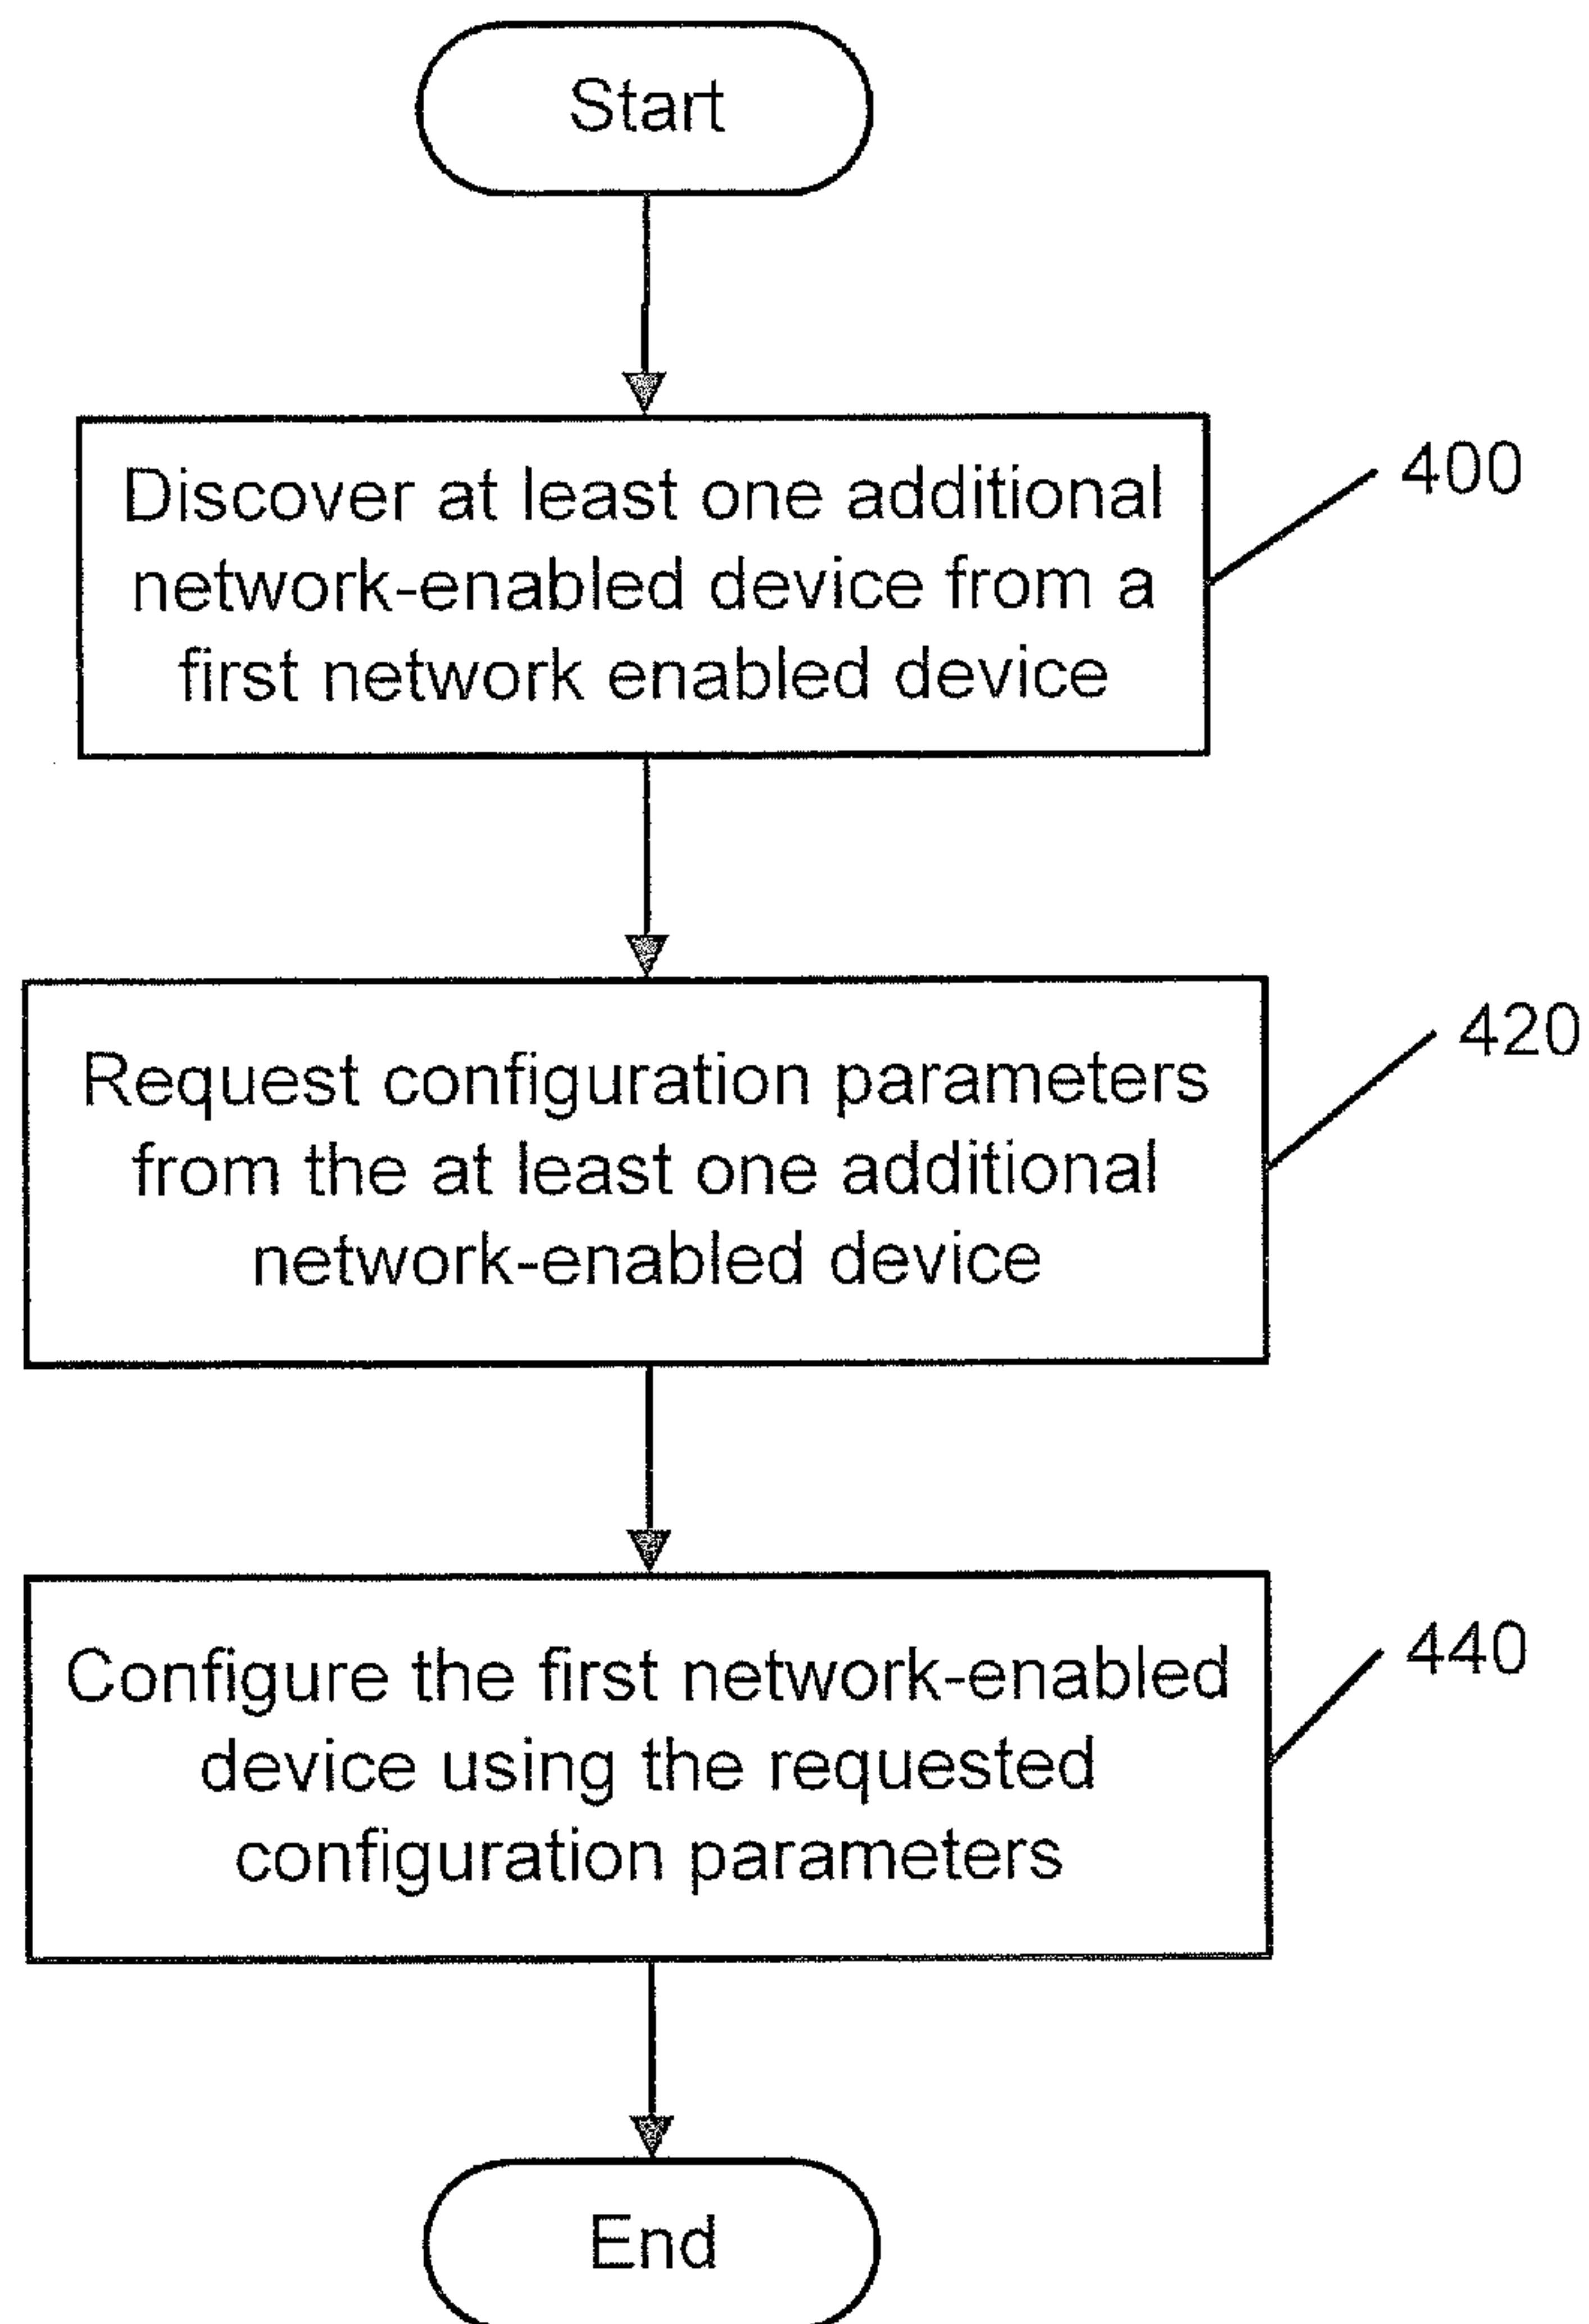 Start
Discover at least one additional
network-enabled device from a
first network enabled device
400
Request configuration parameters
from the at least one additional
network-enabled device
420
Configure the first network-enabled
device using the requested
configuration parameters
440
End